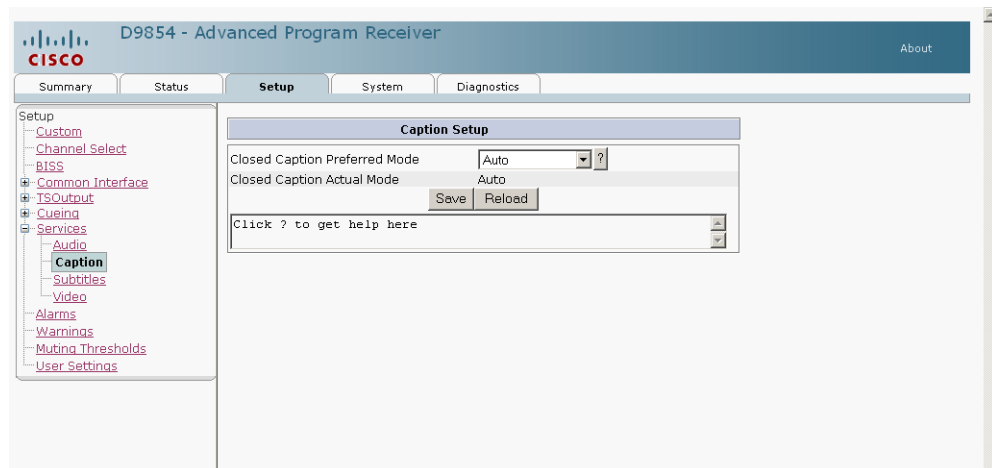 D9854 - Advanced Program Receiver
CISCO
About
Summary Status Setup System Diagnostics
Setup
Custom
Channel Select
BISS
Common Interface
TSOutput
Cueing
Services
Audio
Caption
Subtitles
Video
Alarms
Warnings
Muting Thresholds
User Settings
Caption Setup
Closed Caption Preferred Mode Auto ?
Closed Caption Actual Mode Auto
Save Reload
Click ? to get help here